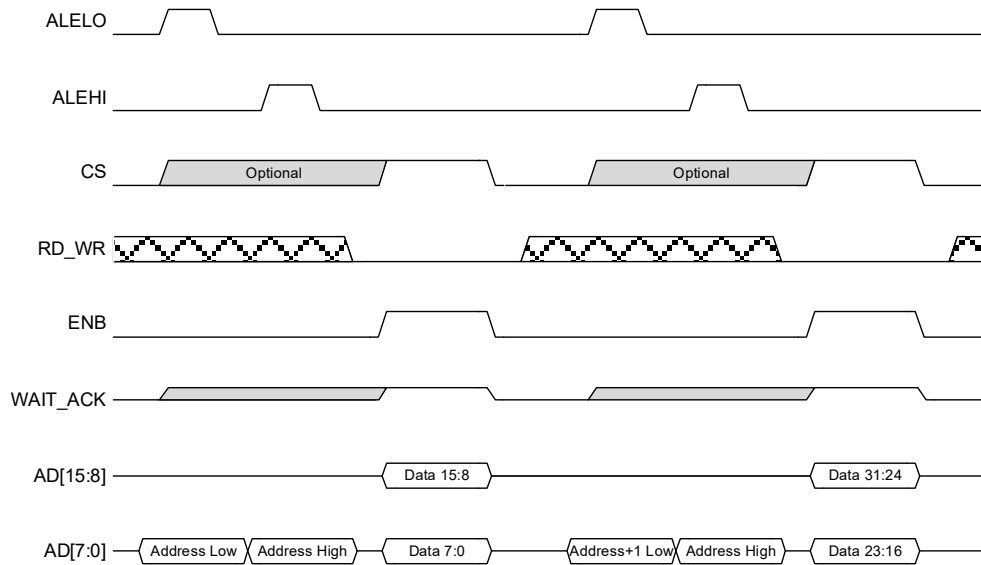 ALELO
ALEHI
CS Optional Optional
RD_WR
ENB
WAIT_ACK
AD[15:8] Data 15:8 Data 31:24
AD[7:0] Address Low Address High Data 7:0 Address+1 Low Address High Data 23:16